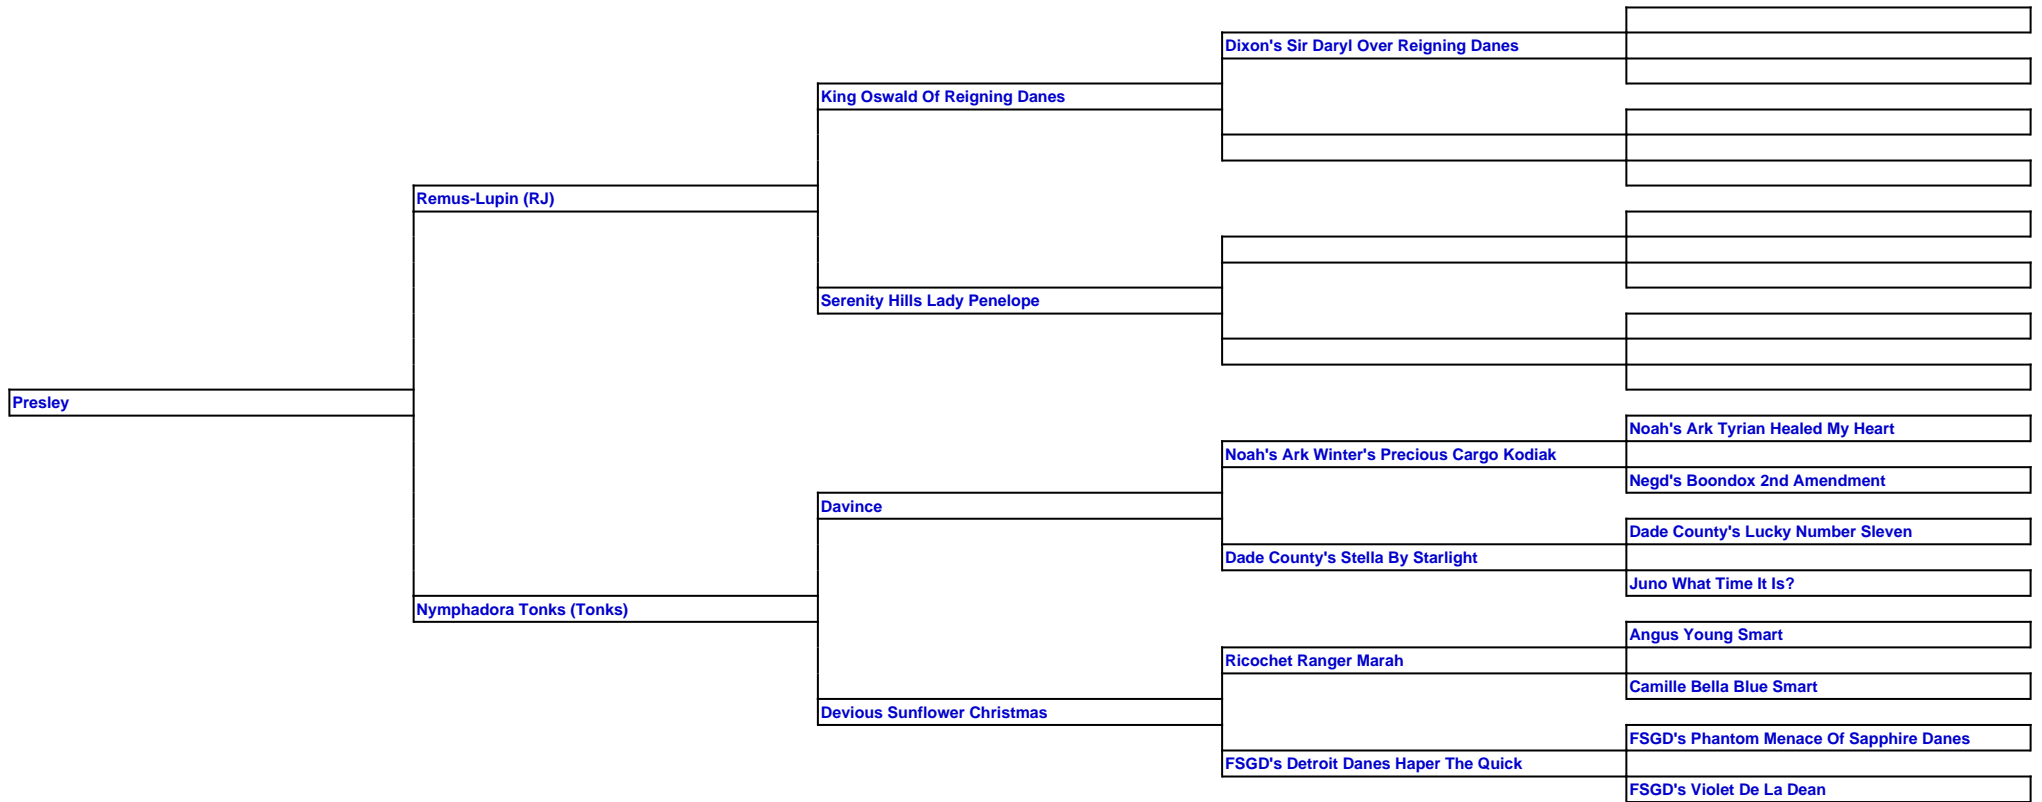 Dixon's Sir Daryl Over Reigning Danes
King Oswald Of Reigning Danes
Remus-Lupin (RJ)
Serenity Hills Lady Penelope
Presley
Noah's Ark Tyrian Healed My Heart
Noah's Ark Winter's Precious Cargo Kodiak
Negd's Boondox 2nd Amendment
Davince
Dade County's Lucky Number Sleven
Dade County's Stella By Starlight
Juno What Time It Is?
Nymphadora Tonks (Tonks)
Angus Young Smart
Ricochet Ranger Marah
Camille Bella Blue Smart
Devious Sunflower Christmas
FSGD's Phantom Menace Of Sapphire Danes
FSGD's Detroit Danes Haper The Quick
FSGD's Violet De La Dean